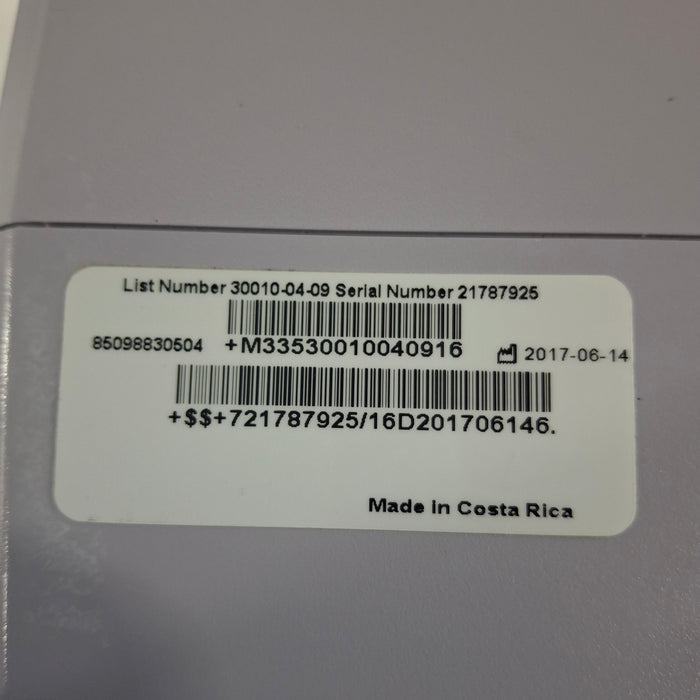 List Number 30010-04-09 Serial Number 21787925
85098830504 +M33530010040916 2017-06-14
+$$+721787925/16D201706146.
Made In Costa Rica